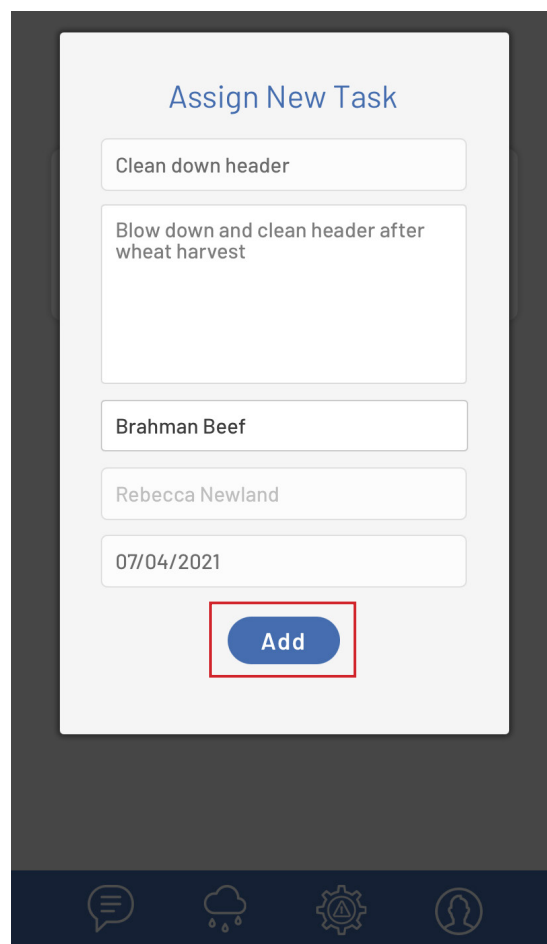 Assign New Task
Clean down header
Blow down and clean header after
wheat harvest
Brahman Beef
Rebecca Newland
07/04/2021
Add